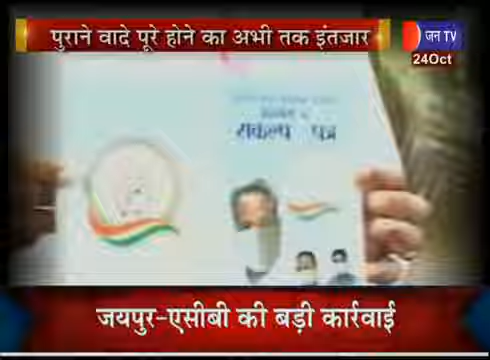 पुराने वादे पूरे होने का अभी तक इंतजार
जन TV
24Oct
संकल्प पत्र
जयपुर-एसीबी की बड़ी कार्रवाई